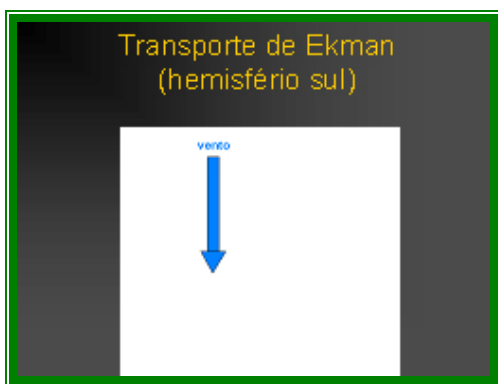 Transporte de Ekman
(hemisfério sul)
vento